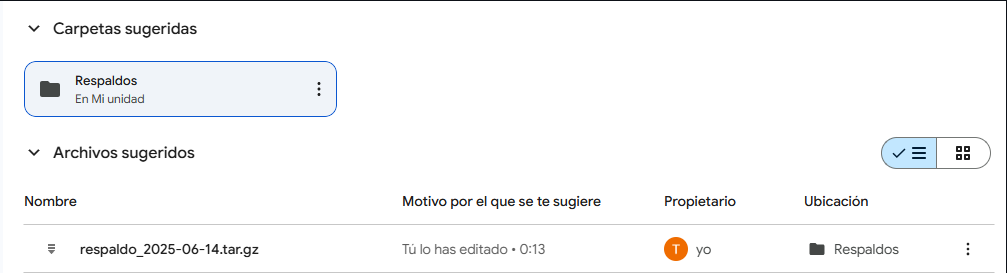 Carpetas sugeridas
Respaldos
En Mi unidad
Archivos sugeridos
Nombre Motivo por el que se te sugiere Propietario Ubicación
respaldo_2025-06-14.tar.gz Tú lo has editado • 0:13 T yo Respaldos